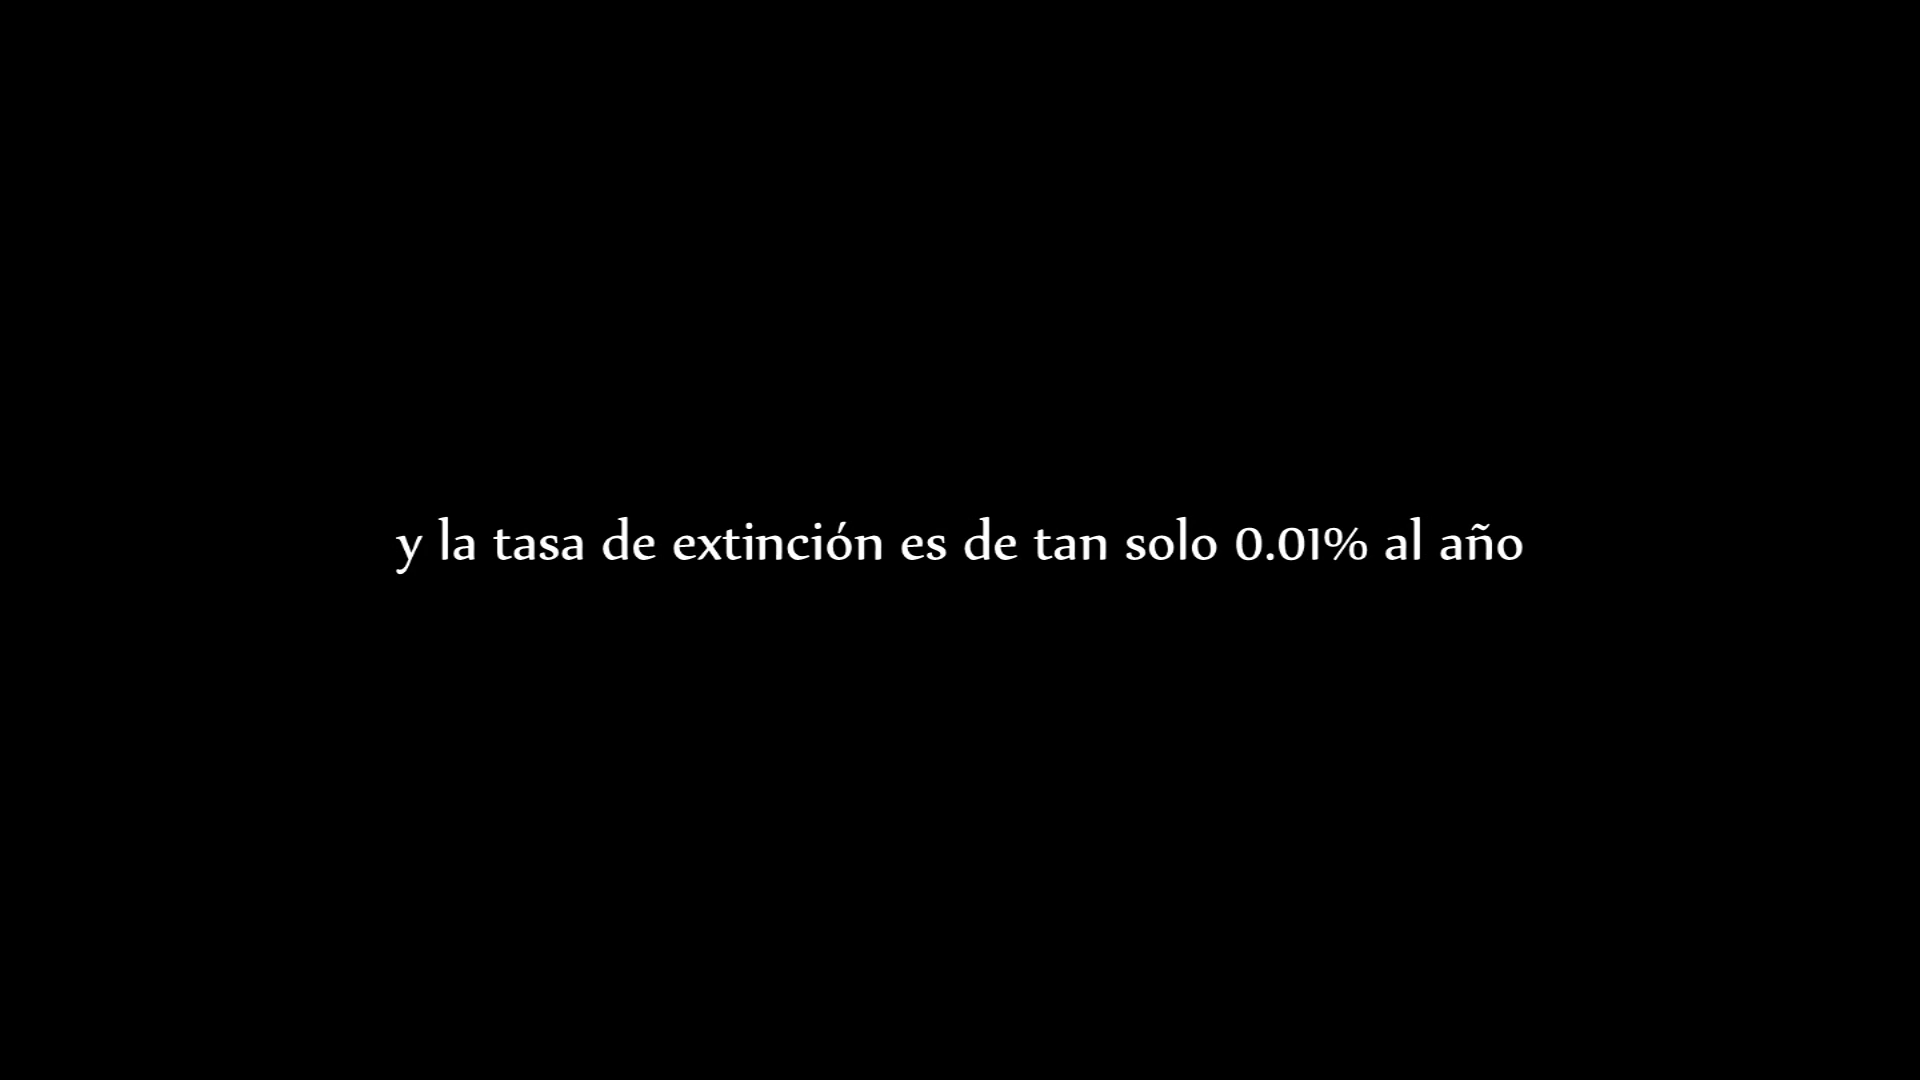 y la tasa de extinción es de tan solo 0.01% al año